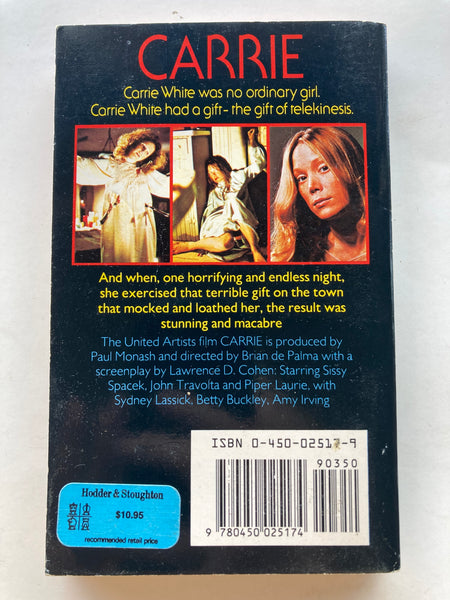 CARRIE
Carrie White was no ordinary girl.
Carrie White had a gift - the gift of telekinesis.
And when, one horrifying and endless night,
she exercised that terrible gift on the town
that mocked and loathed her, the result was
stunning and macabre
The United Artists film CARRIE is produced by
Paul Monash and directed by Brian de Palma with a
screenplay by Lawrence D. Cohen: Starring Sissy
Spacek, John Travolta and Piper Laurie, with
Sydney Lassick, Betty Buckley, Amy Irving
ISBN 0-450-02517-9
90350
9 780450 025174
Hodder & Stoughton
$10.95
recommended retail price